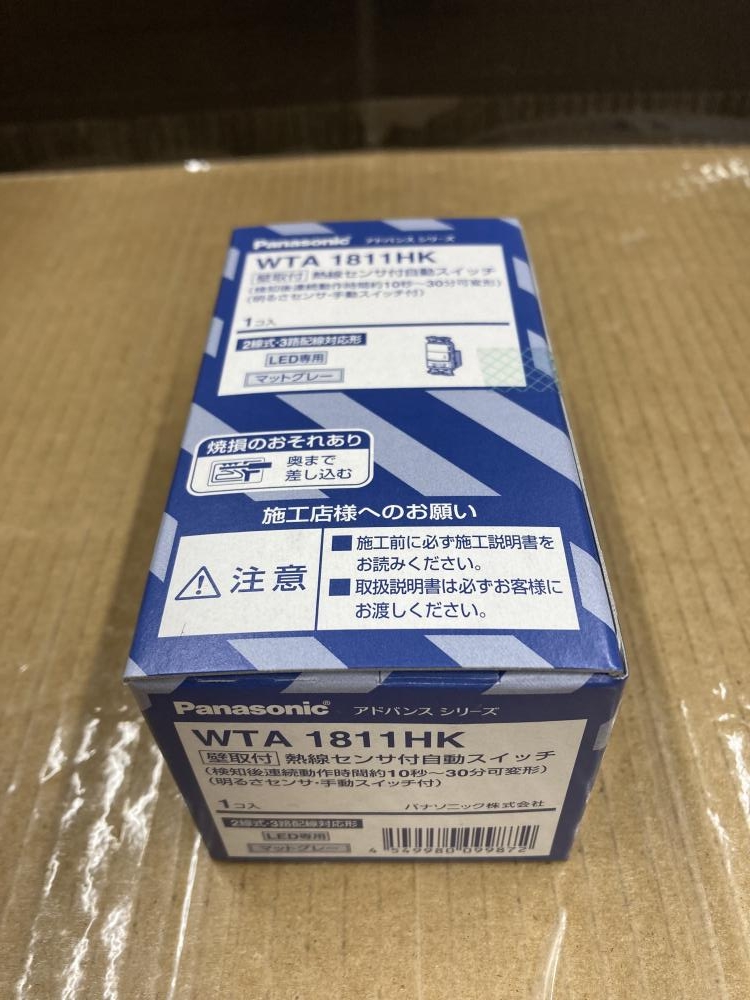 Panasonic アドバンス シリーズ
WTA 1811HK
壁取付 熱線センサ付自動スイッチ
(検知後連続動作時間約10秒～30分可変形)
(明るさセンサ・手動スイッチ付)
1コ入
2線式・3路配線対応形
LED専用
マットグレー
焼損のおそれあり
奥まで
差し込む
施工店様へのお願い
注意
■施工前に必ず施工説明書を
お読みください。
■取扱説明書は必ずお客様に
お渡しください。
Panasonic® アドバンス シリーズ
WTA 1811HK
壁取付 熱線センサ付自動スイッチ
(検知後連続動作時間約10秒～30分可変形)
(明るさセンサ・手動スイッチ付)
1コ入 パナソニック株式会社
2線式・3路配線対応形
LED専用
マットグレー
4 549980 099872